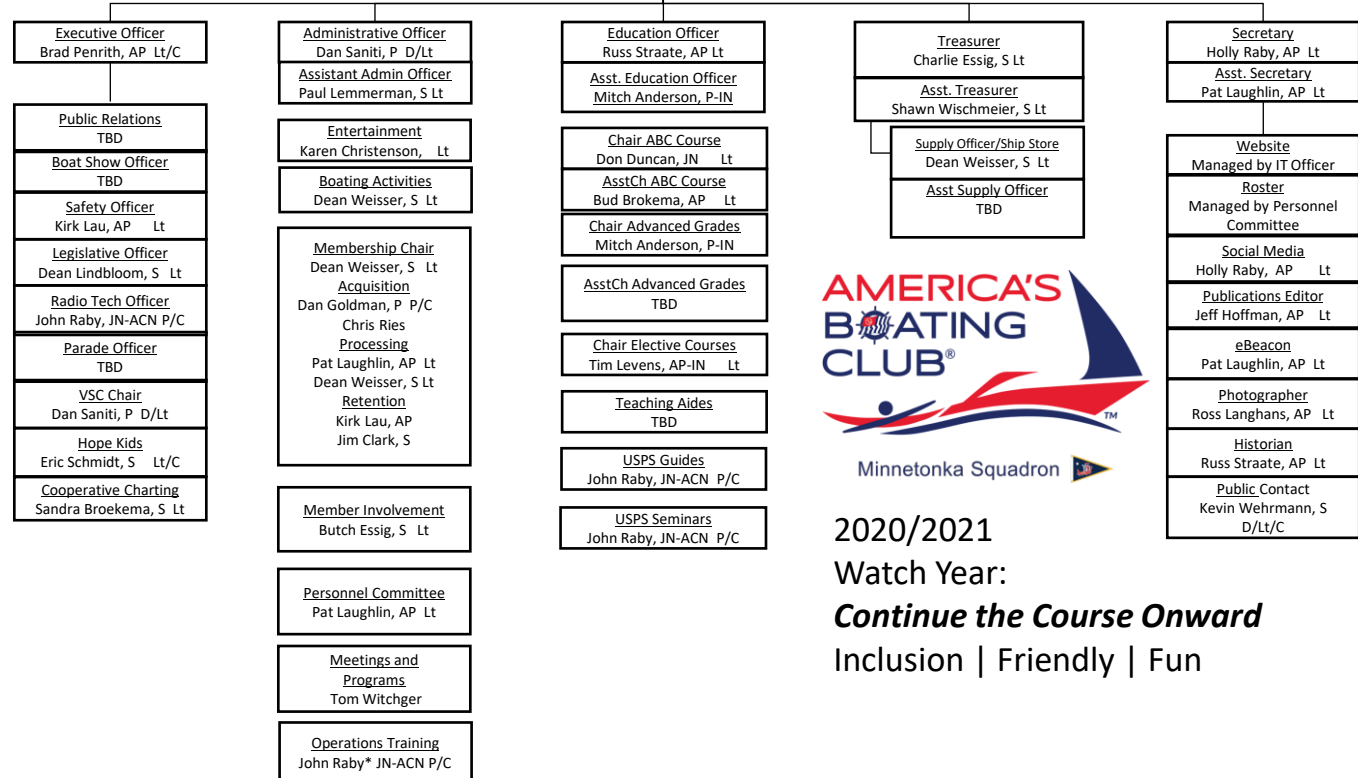 Executive Officer
Brad Penrith, AP Lt/C
Public Relations
TBD
Boat Show Officer
TBD
Safety Officer
Kirk Lau, AP Lt
Legislative Officer
Dean Lindbloom, S Lt
Radio Tech Officer
John Raby, JN-ACN P/C
Parade Officer
TBD
VSC Chair
Dan Saniti, P D/Lt
Hope Kids
Eric Schmidt, S Lt/C
Cooperative Charting
Sandra Broekema, S Lt
Administrative Officer
Dan Saniti, P D/Lt
Assistant Admin Officer
Paul Lemmerman, S Lt
Entertainment
Karen Christenson, Lt
Boating Activities
Dean Weisser, S Lt
Membership Chair
Dean Weisser, S Lt
Acquisition
Dan Goldman, P P/C
Chris Ries
Processing
Pat Laughlin, AP Lt
Dean Weisser, S Lt
Retention
Kirk Lau, AP
Jim Clark, S
Member Involvement
Butch Essig, S Lt
Personnel Committee
Pat Laughlin, AP Lt
Meetings and
Programs
Tom Witchger
Operations Training
John Raby* JN-ACN P/C
Education Officer
Russ Straate, AP Lt
Asst. Education Officer
Mitch Anderson, P-IN
Chair ABC Course
Don Duncan, JN Lt
AsstCh ABC Course
Bud Brokema, AP Lt
Chair Advanced Grades
Mitch Anderson, P-IN
AsstCh Advanced Grades
TBD
Chair Elective Courses
Tim Levens, AP-IN Lt
Teaching Aides
TBD
USPS Guides
John Raby, JN-ACN P/C
USPS Seminars
John Raby, JN-ACN P/C
Treasurer
Charlie Essig, S Lt
Asst. Treasurer
Shawn Wischmeier, S Lt
Supply Officer/Ship Store
Dean Weisser, S Lt
Asst Supply Officer
TBD
Secretary
Holly Raby, AP Lt
Asst. Secretary
Pat Laughlin, AP Lt
Website
Managed by IT Officer
Roster
Managed by Personnel
Committee
Social Media
Holly Raby, AP Lt
Publications Editor
Jeff Hoffman, AP Lt
eBeacon
Pat Laughlin, AP Lt
Photographer
Ross Langhans, AP Lt
Historian
Russ Straate, AP Lt
Public Contact
Kevin Wehrmann, S
D/Lt/C
AMERICA'S
BOATING
CLUB®
TM
Minnetonka Squadron
2020/2021
Watch Year:
Continue the Course Onward
Inclusion | Friendly | Fun